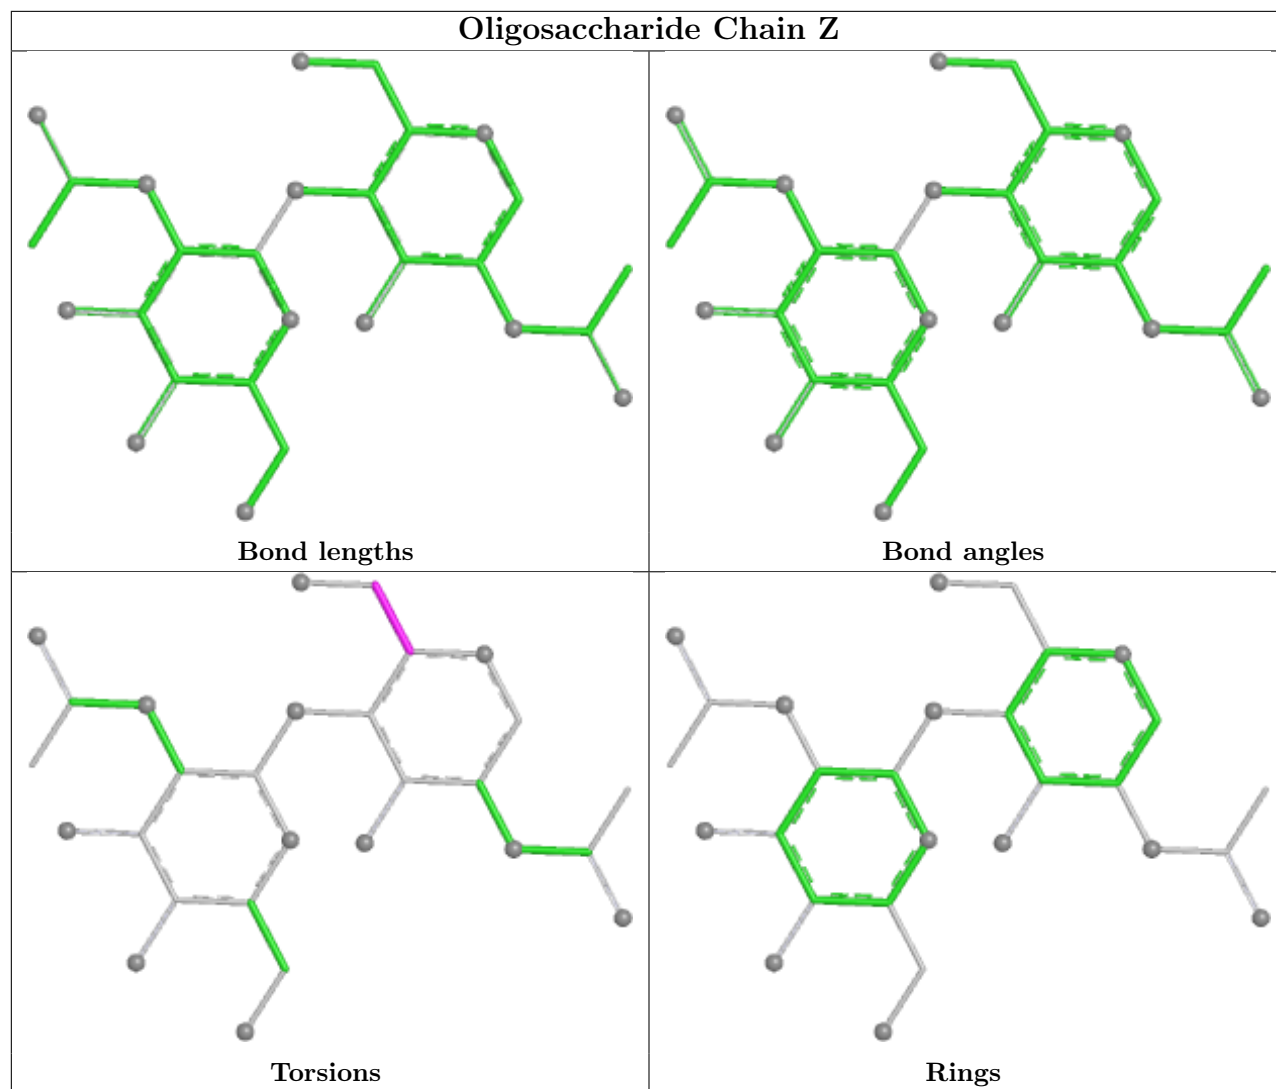 Oligosaccharide Chain Z
Bond lengths
Bond angles
Torsions
Rings